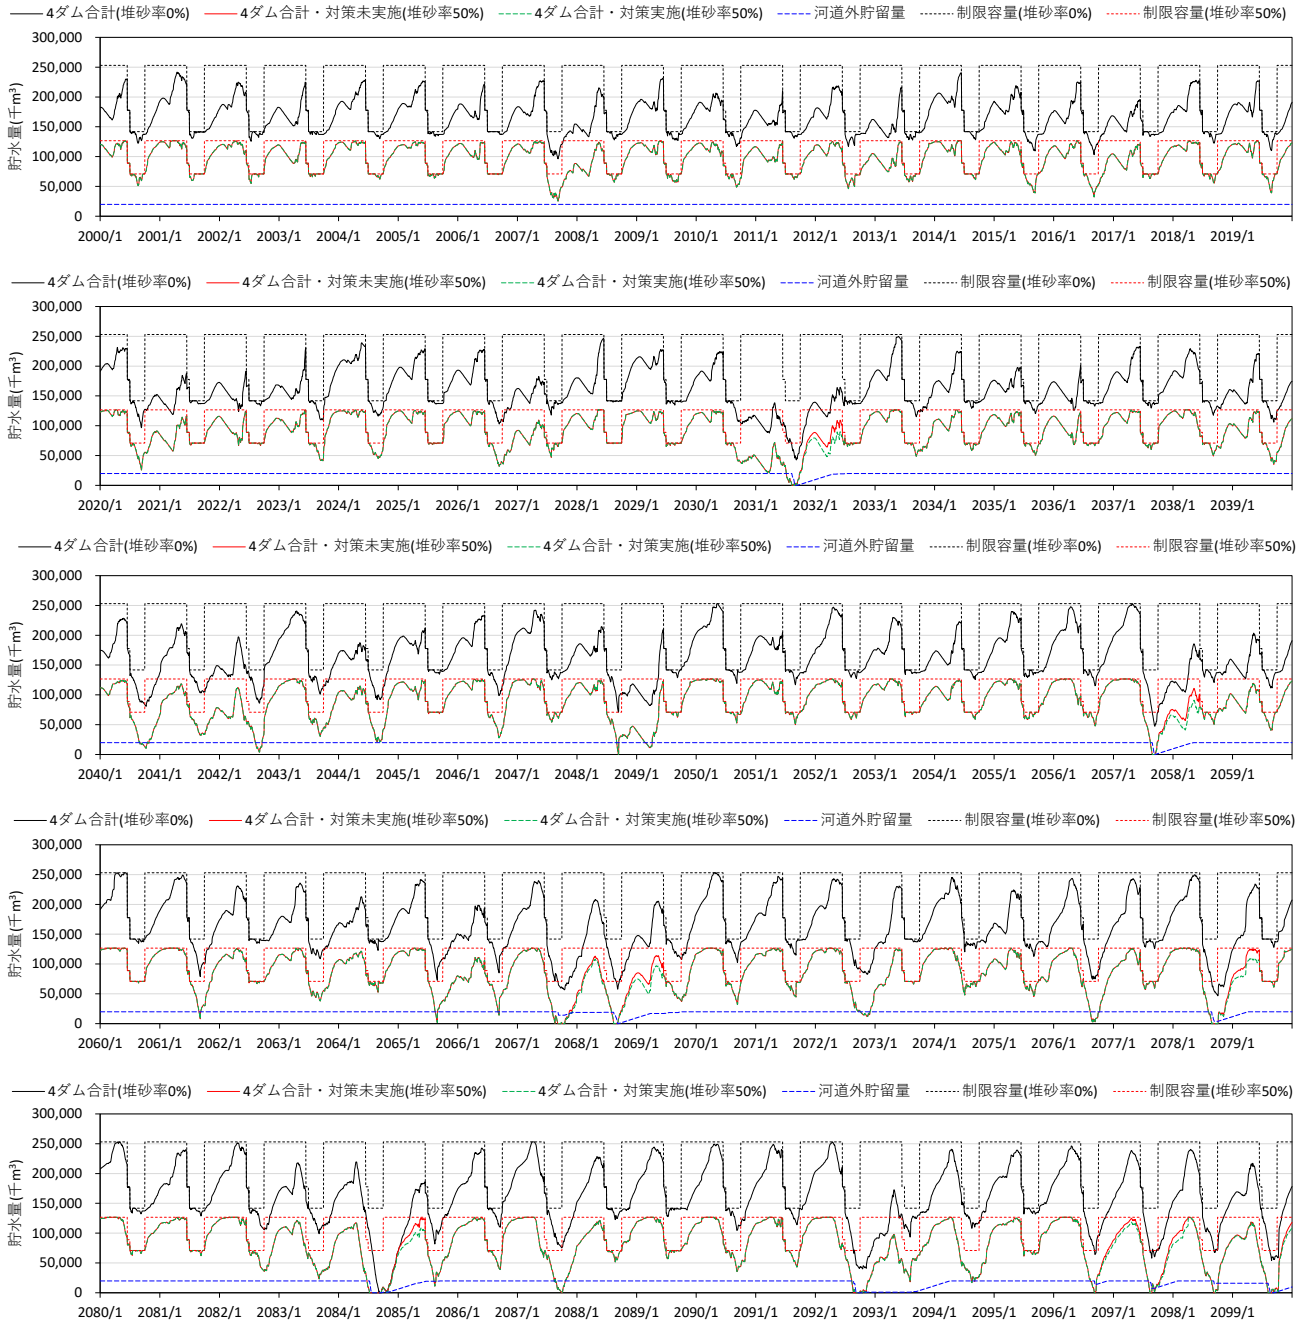 4ダム合計(堆砂率0%) 4ダム合計・対策未実施(堆砂率50%) 4ダム合計・対策実施(堆砂率50%) 河道外貯留量 制限容量(堆砂率0%) 制限容量(堆砂率50%)
貯水量(千m³)
300,000
250,000
200,000
150,000
100,000
50,000
0
2000/1 2001/1 2002/1 2003/1 2004/1 2005/1 2006/1 2007/1 2008/1 2009/1 2010/1 2011/1 2012/1 2013/1 2014/1 2015/1 2016/1 2017/1 2018/1 2019/1
4ダム合計(堆砂率0%) 4ダム合計・対策未実施(堆砂率50%) 4ダム合計・対策実施(堆砂率50%) 河道外貯留量 制限容量(堆砂率0%) 制限容量(堆砂率50%)
貯水量(千m³)
300,000
250,000
200,000
150,000
100,000
50,000
0
2020/1 2021/1 2022/1 2023/1 2024/1 2025/1 2026/1 2027/1 2028/1 2029/1 2030/1 2031/1 2032/1 2033/1 2034/1 2035/1 2036/1 2037/1 2038/1 2039/1
4ダム合計(堆砂率0%) 4ダム合計・対策未実施(堆砂率50%) 4ダム合計・対策実施(堆砂率50%) 河道外貯留量 制限容量(堆砂率0%) 制限容量(堆砂率50%)
貯水量(千m³)
300,000
250,000
200,000
150,000
100,000
50,000
0
2040/1 2041/1 2042/1 2043/1 2044/1 2045/1 2046/1 2047/1 2048/1 2049/1 2050/1 2051/1 2052/1 2053/1 2054/1 2055/1 2056/1 2057/1 2058/1 2059/1
4ダム合計(堆砂率0%) 4ダム合計・対策未実施(堆砂率50%) 4ダム合計・対策実施(堆砂率50%) 河道外貯留量 制限容量(堆砂率0%) 制限容量(堆砂率50%)
貯水量(千m³)
300,000
250,000
200,000
150,000
100,000
50,000
0
2060/1 2061/1 2062/1 2063/1 2064/1 2065/1 2066/1 2067/1 2068/1 2069/1 2070/1 2071/1 2072/1 2073/1 2074/1 2075/1 2076/1 2077/1 2078/1 2079/1
4ダム合計(堆砂率0%) 4ダム合計・対策未実施(堆砂率50%) 4ダム合計・対策実施(堆砂率50%) 河道外貯留量 制限容量(堆砂率0%) 制限容量(堆砂率50%)
貯水量(千m³)
300,000
250,000
200,000
150,000
100,000
50,000
0
2080/1 2081/1 2082/1 2083/1 2084/1 2085/1 2086/1 2087/1 2088/1 2089/1 2090/1 2091/1 2092/1 2093/1 2094/1 2095/1 2096/1 2097/1 2098/1 2099/1